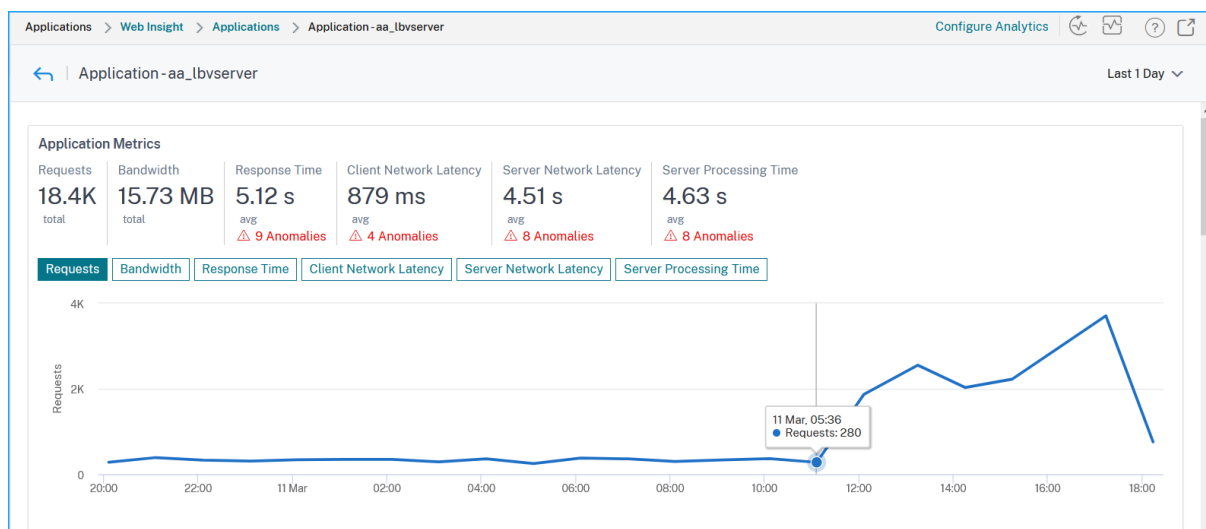 Applications > Web Insight > Applications > Application-aa_lbvserver Configure Analytics ?
Application-aa_lbvserver Last 1 Day
Application Metrics
Requests Bandwidth Response Time Client Network Latency Server Network Latency Server Processing Time
18.4K 15.73 MB 5.12 s 879 ms 4.51 s 4.63 s
total total avg avg avg avg
9 Anomalies 4 Anomalies 8 Anomalies 8 Anomalies
Requests Bandwidth Response Time Client Network Latency Server Network Latency Server Processing Time
4K
2K
0
Requests
11 Mar, 05:36
Requests: 280
20:00 22:00 11 Mar 02:00 04:00 06:00 08:00 10:00 12:00 14:00 16:00 18:00